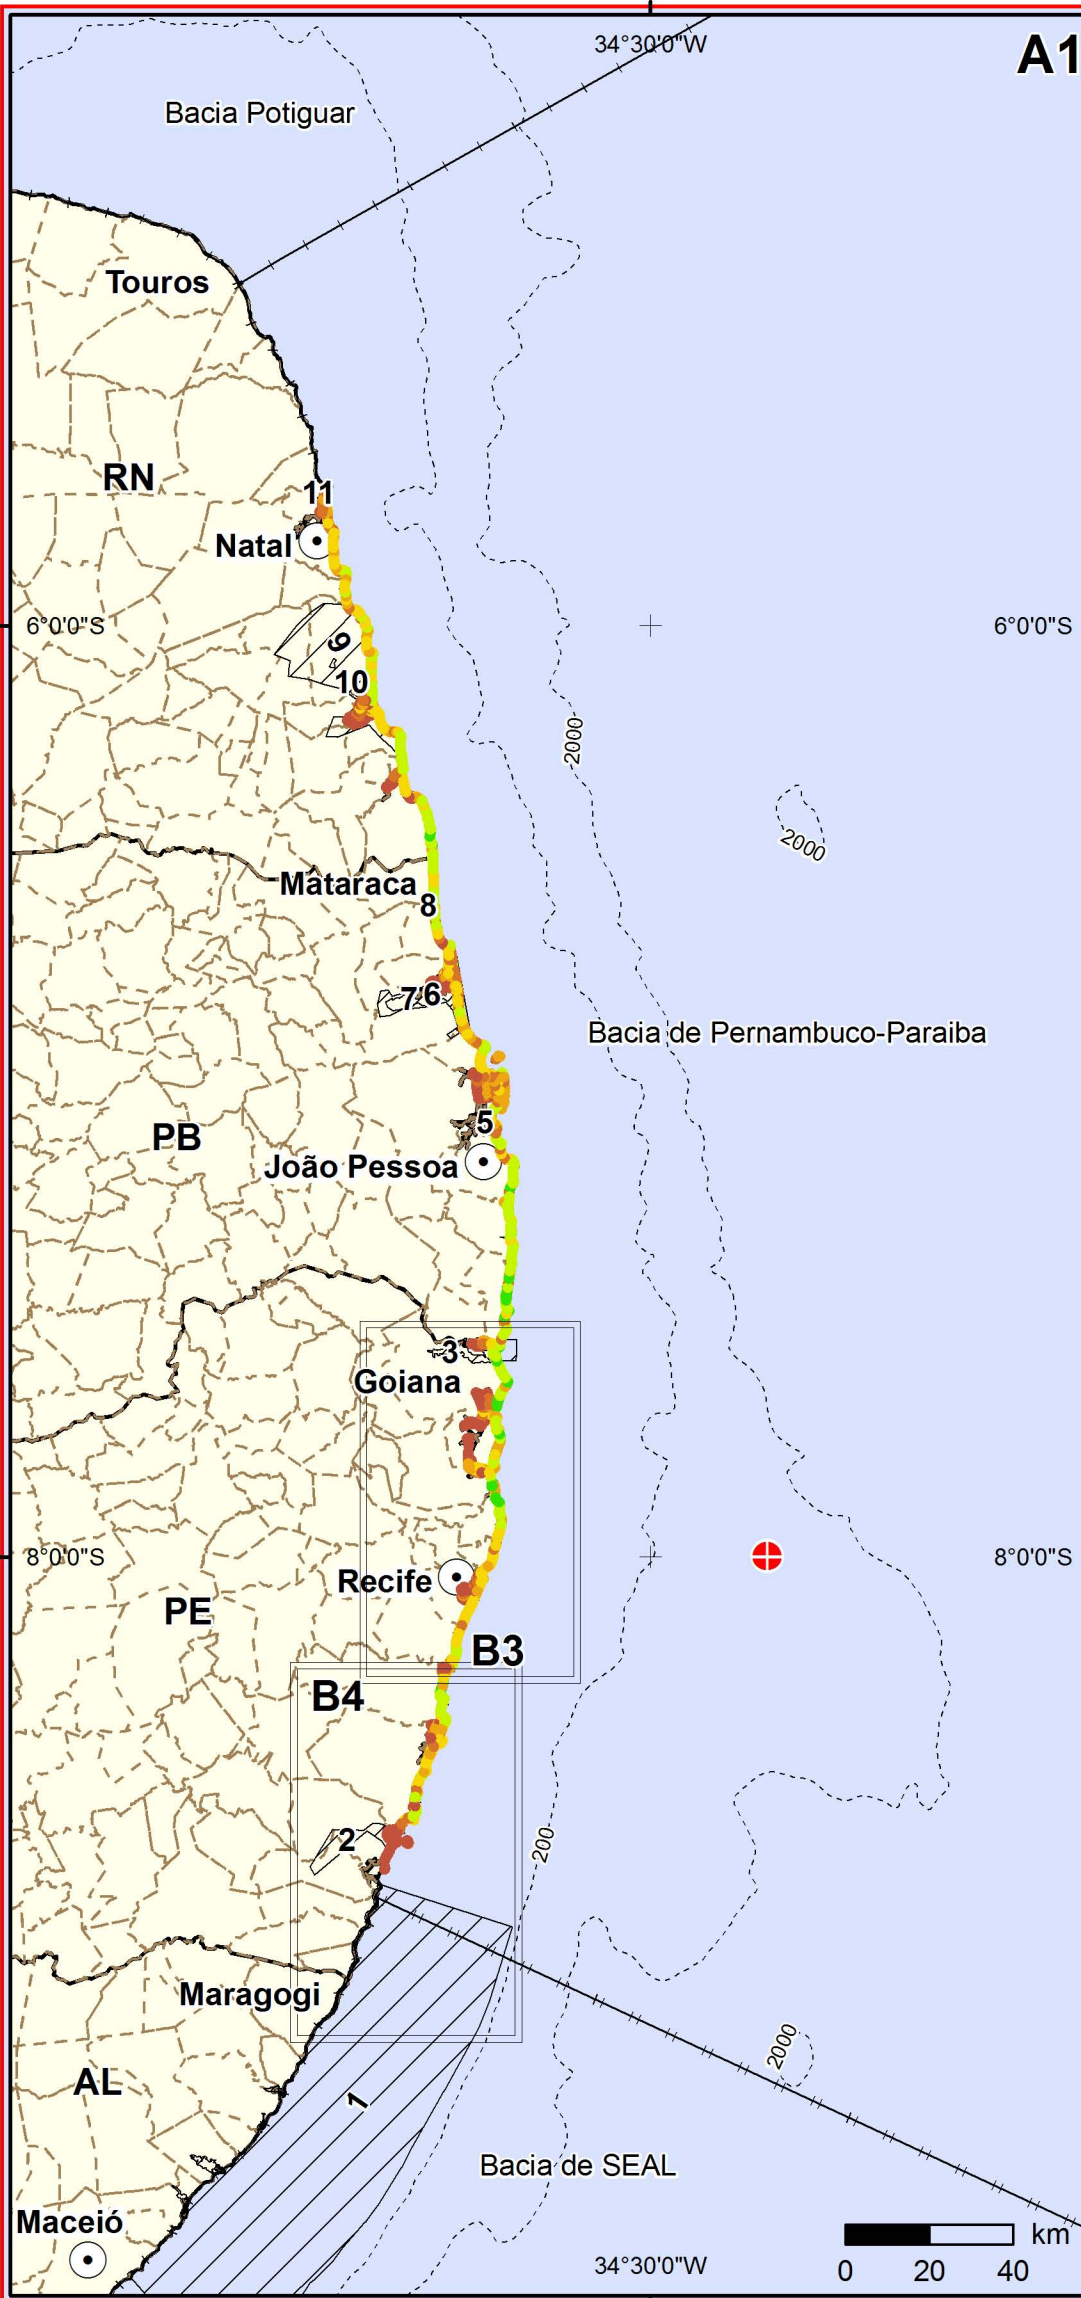 34°30'0"W
A1
Bacia Potiguar
Touros
RN
11
Natal
6°0'0"S
6°0'0"S
9
10
2000
2000
Mataraca
8
7
6
Bacia de Pernambuco-Paraiba
5
PB
João Pessoa
3
Goiana
8°0'0"S
8°0'0"S
Recife
PE
B3
B4
2
200
Maragogi
2000
AL
1
Bacia de SEAL
Maceió
34°30'0"W
km
0 20 40